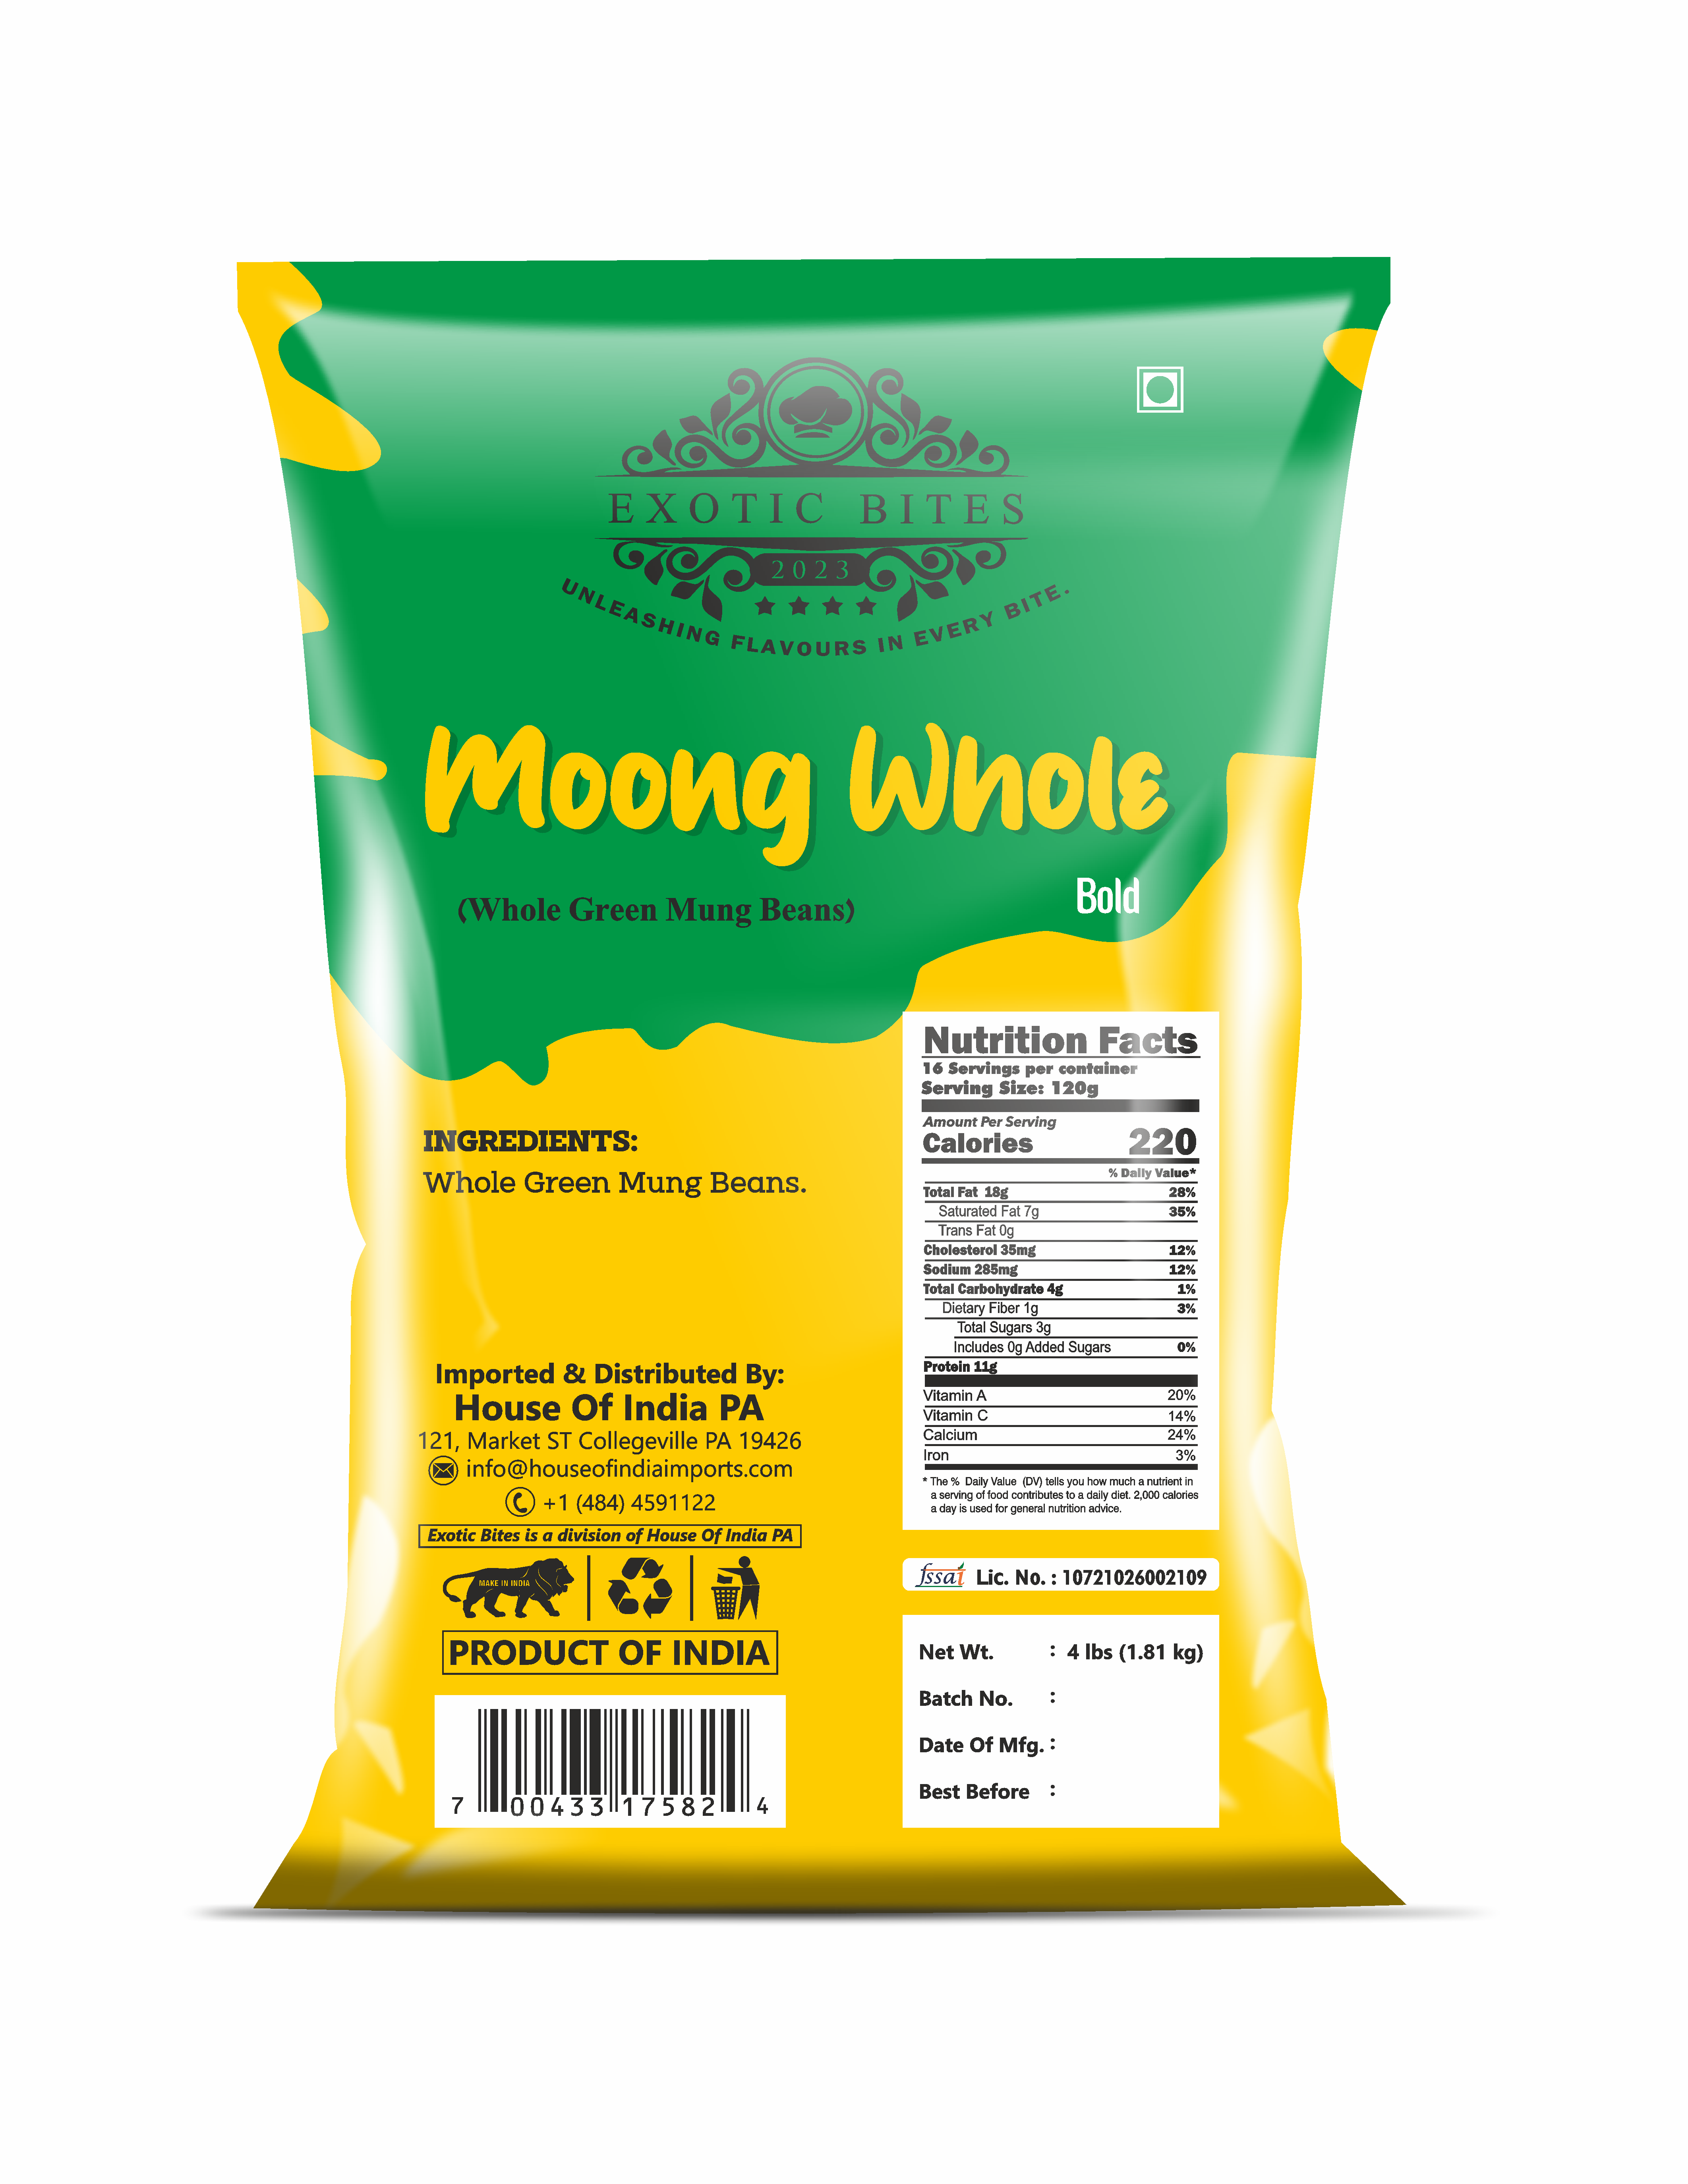 EXOTIC BITES
2023
UNLEASHING FLAVOURS IN EVERY BITE.
Moong Whole
(Whole Green Mung Beans)
Bold
INGREDIENTS:
Whole Green Mung Beans.
Nutrition Facts
16 Servings per container
Serving Size: 120g
Amount Per Serving
Calories 220
% Daily Value*
Total Fat 18g 28%
Saturated Fat 7g 35%
Trans Fat 0g
Cholesterol 35mg 12%
Sodium 285mg 12%
Total Carbohydrate 4g 1%
Dietary Fiber 1g 3%
Total Sugars 3g
Includes 0g Added Sugars 0%
Protein 11g
Vitamin A 20%
Vitamin C 14%
Calcium 24%
Iron 3%
* The % Daily Value (DV) tells you how much a nutrient in
a serving of food contributes to a daily diet. 2,000 calories
a day is used for general nutrition advice.
Imported & Distributed By:
House Of India PA
121, Market ST Collegeville PA 19426
info@houseofindiaimports.com
+1 (484) 4591122
Exotic Bites is a division of House Of India PA
MAKE IN INDIA
PRODUCT OF INDIA
7 00433 17582 4
fssai Lic. No. : 10721026002109
Net Wt. : 4 lbs (1.81 kg)
Batch No. :
Date Of Mfg. :
Best Before :